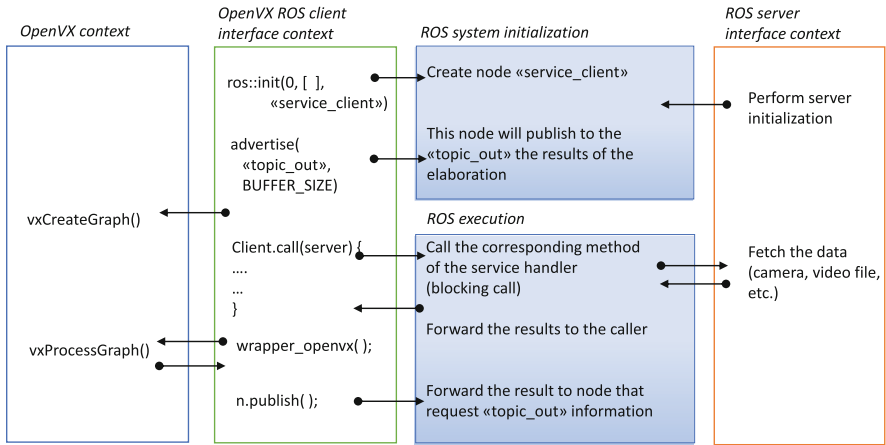 OpenVX context
vxCreateGraph()
vxProcessGraph()
OpenVX ROS client
interface context
ros::init(0, [  ],
«service_client»)
advertise(
«topic_out»,
BUFFER_SIZE)
Client.call(server) {
....
...
}
wrapper_openvx( );
n.publish( );
ROS system initialization
Create node «service_client»
This node will publish to the
«topic_out» the results of the
elaboration
ROS execution
Call the corresponding method
of the service handler
(blocking call)
Forward the results to the caller
Forward the result to node that
request «topic_out» information
ROS server
interface context
Perform server
initialization
Fetch the data
(camera, video file,
etc.)